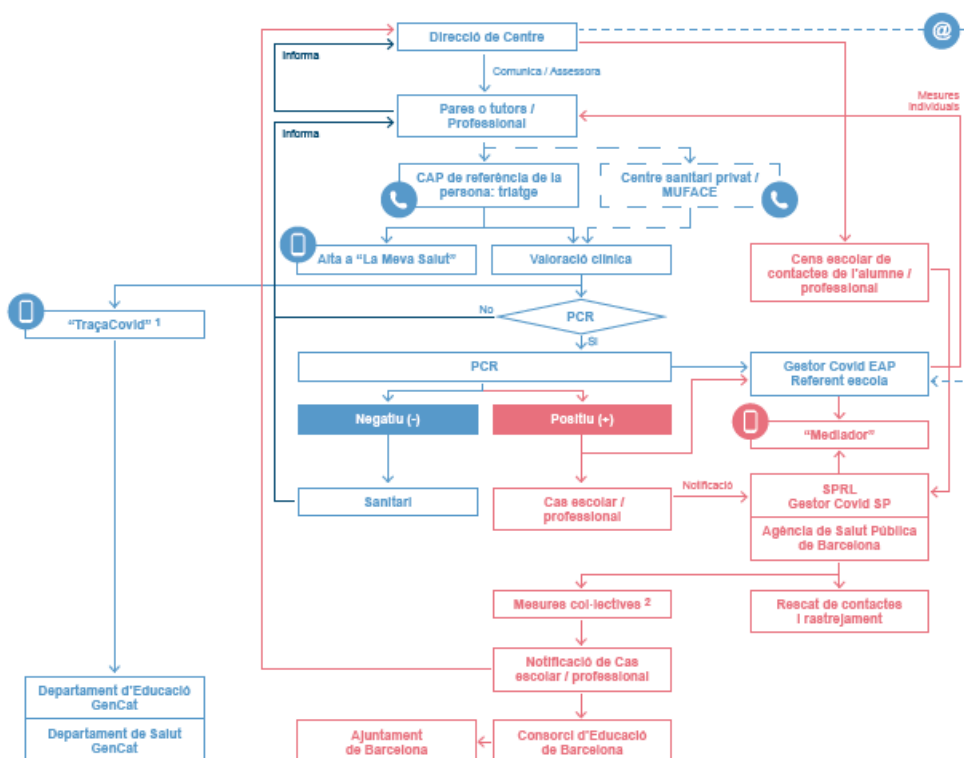 Direcció de Centre
@
Informa
Comunica / Assessora
Mesures
Individuals
Pares o tutors /
Professional
Informa
CAP de referència de la
persona: triatge
Centre sanitari privat /
MUFACE
Alta a “La Meva Salut”
Valoració clínica
Cens escolar de
contactes de l'alumne /
professional
“TraçaCovid” 1
No
PCR
Sí
PCR
Gestor Covid EAP
Referent escola
Negatiu (-)
Positiu (+)
“Mediador”
Sanitari
Cas escolar /
professional
Notificació
SPRL
Gestor Covid SP
Agència de Salut Pública
de Barcelona
Mesures col·lectives 2
Rescat de contactes
i rastrejament
Notificació de Cas
escolar / professional
Departament d'Educació
GenCat
Departament de Salut
GenCat
Ajuntament
de Barcelona
Consorci d'Educació
de Barcelona